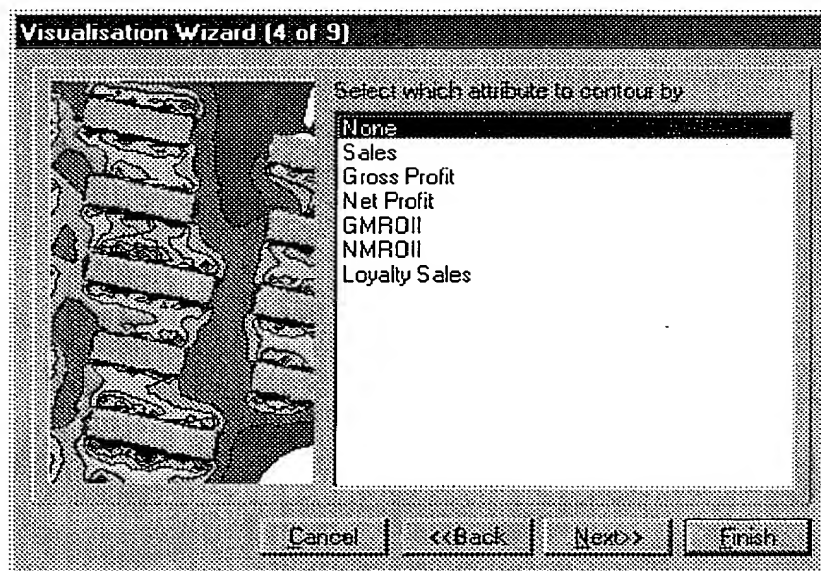 Visualisation Wizard (4 of 9)
Select which attribute to contour by
None
Sales
Gross Profit
Net Profit
GMROII
NMROII
Loyalty Sales
Cancel
<<Back
Next>>
Finish